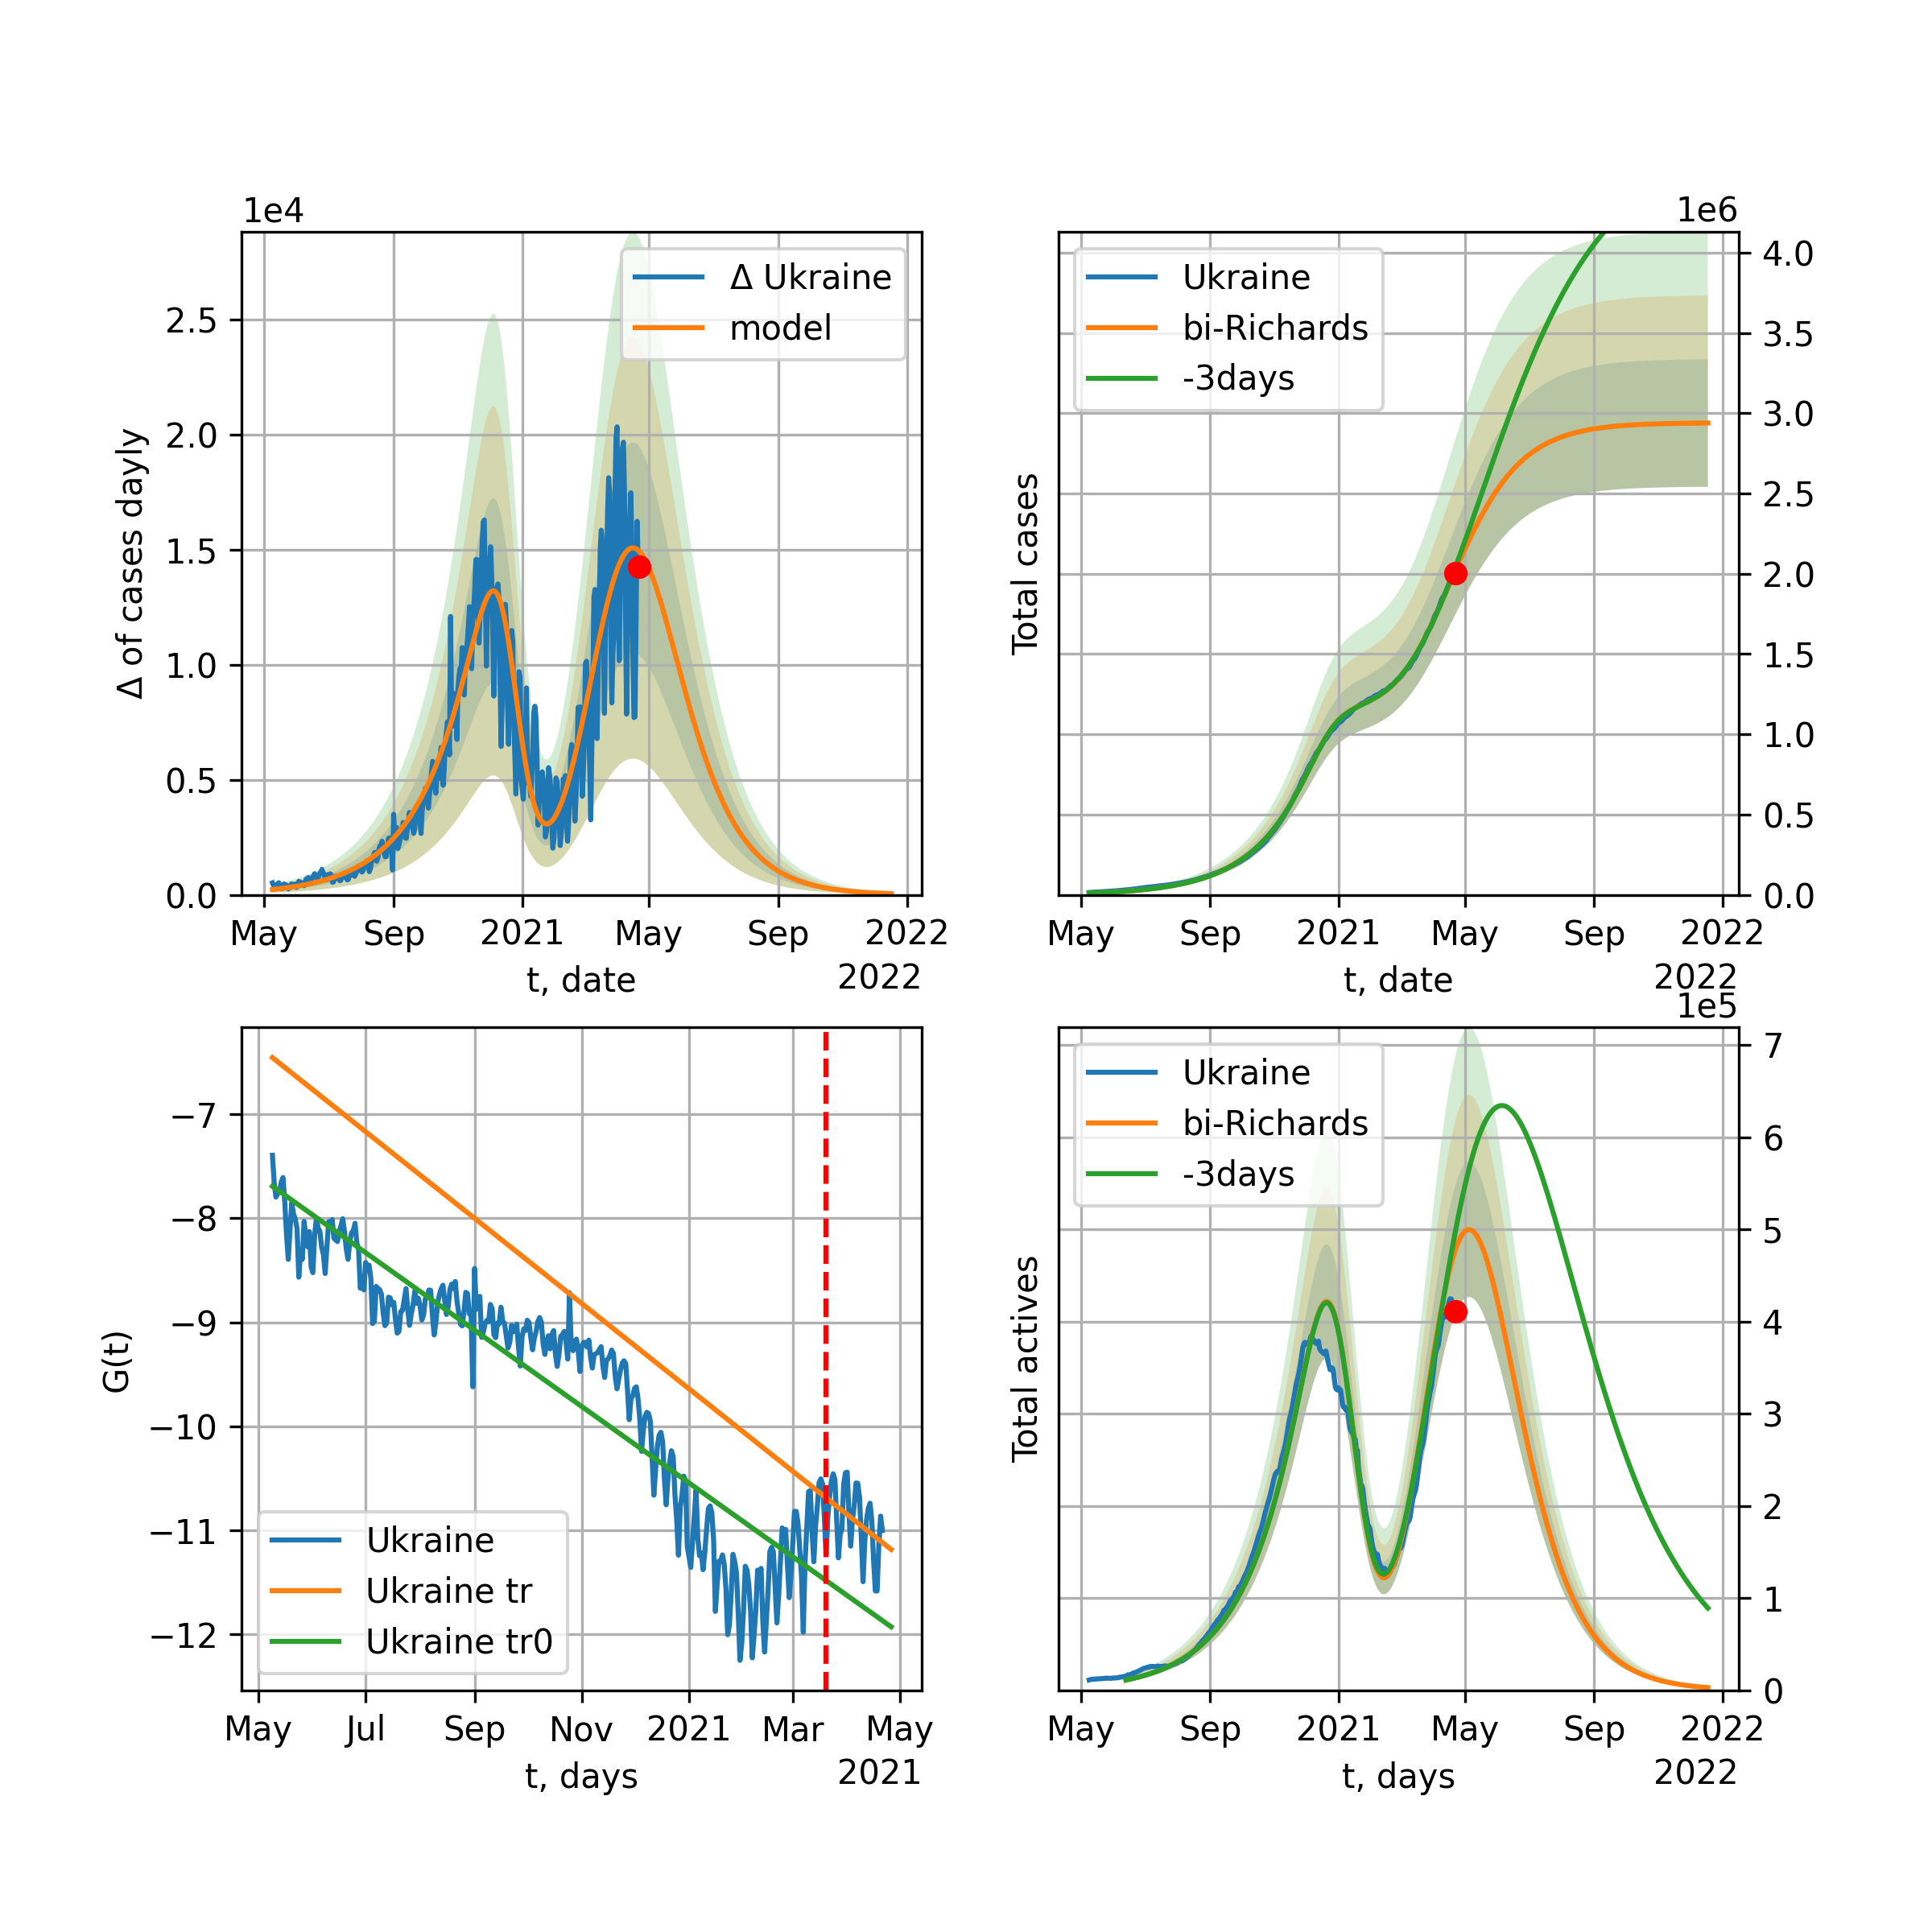 1e4
Δ of cases dayly
2.5
2.0
1.5
1.0
0.5
0.0
Δ Ukraine
model
May Sep 2021 May Sep 2022
t, date
2022
1e6
Total cases
Ukraine
bi-Richards
-3days
4.0
3.5
3.0
2.5
2.0
1.5
1.0
0.5
0.0
May Sep 2021 May Sep 2022
t, date
2022
G(t)
−7
−8
−9
−10
−11
−12
Ukraine
Ukraine tr
Ukraine tr0
May Jul Sep Nov 2021 Mar May
t, days
2021
1e5
Total actives
Ukraine
bi-Richards
-3days
7
6
5
4
3
2
1
0
May Sep 2021 May Sep 2022
t, days
2022